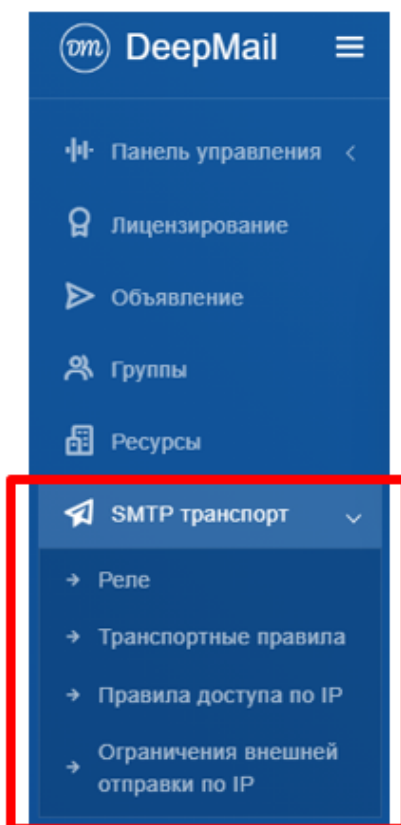 DM DeepMail
Панель управления
Лицензирование
Объявление
Группы
Ресурсы
SMTP транспорт
Реле
Транспортные правила
Правила доступа по IP
Ограничения внешней
отправки по IP